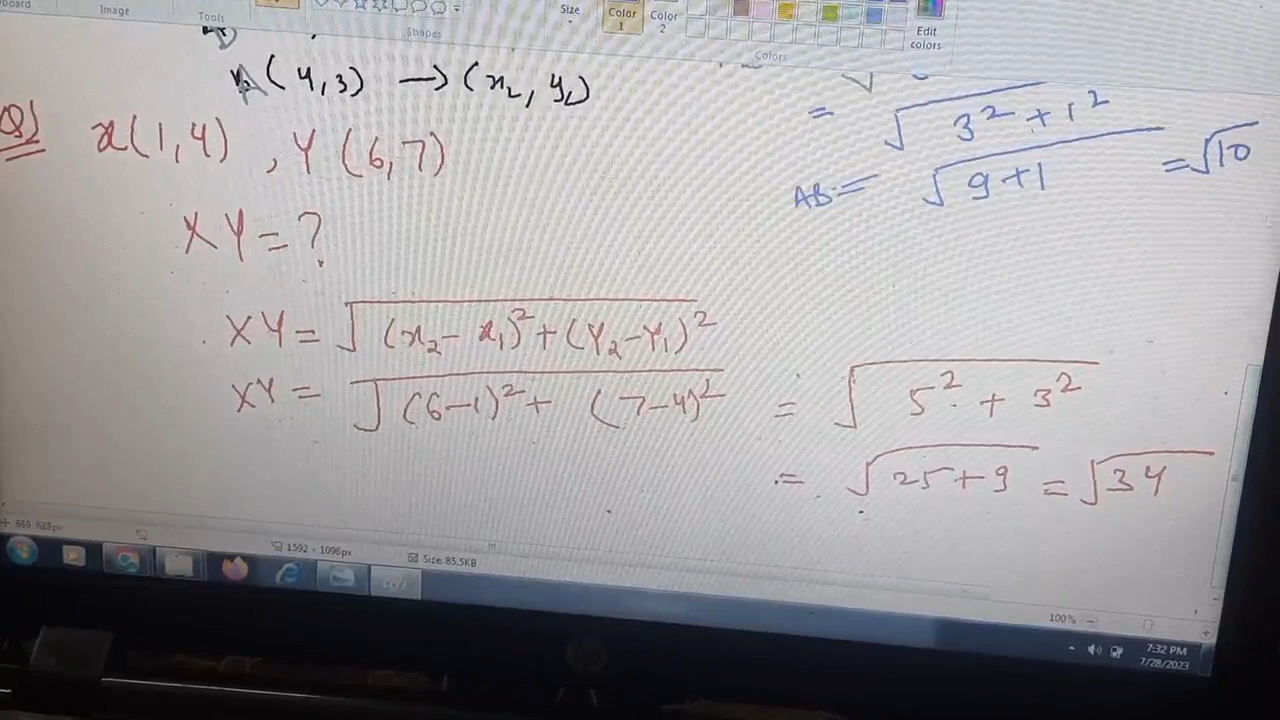 Image
Tools
Shapes
Size
Color 1
Color 2
Edit colors
Colors
(4,3) → (x₂, y₂)
= √(3² + 1²)
AB = √(9+1) = √10
Q) x(1,4), Y(6,7)
XY = ?
XY = √((x₂ - x₁)² + (Y₂ - Y₁)²)
XY = √((6-1)² + (7-4)²) = √(5² + 3²)
= √(25+9) = √34
1592 × 1096px
Size: 85.5KB
100%
7:32 PM
7/28/2023